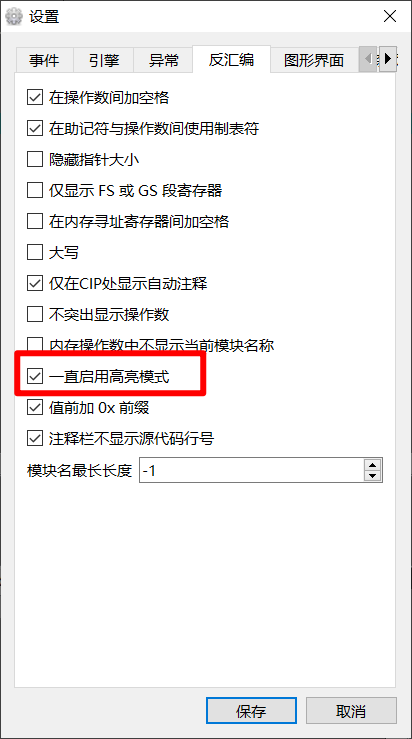 设置
事件 引擎 异常 反汇编 图形界面
在操作数间加空格
在助记符与操作数间使用制表符
隐藏指针大小
仅显示 FS 或 GS 段寄存器
在内存寻址寄存器间加空格
大写
仅在CIP处显示自动注释
不突出显示操作数
内存操作数中不显示当前模块名称
一直启用高亮模式
值前加 0x 前缀
注释栏不显示源代码行号
模块名最长长度 -1
保存 取消